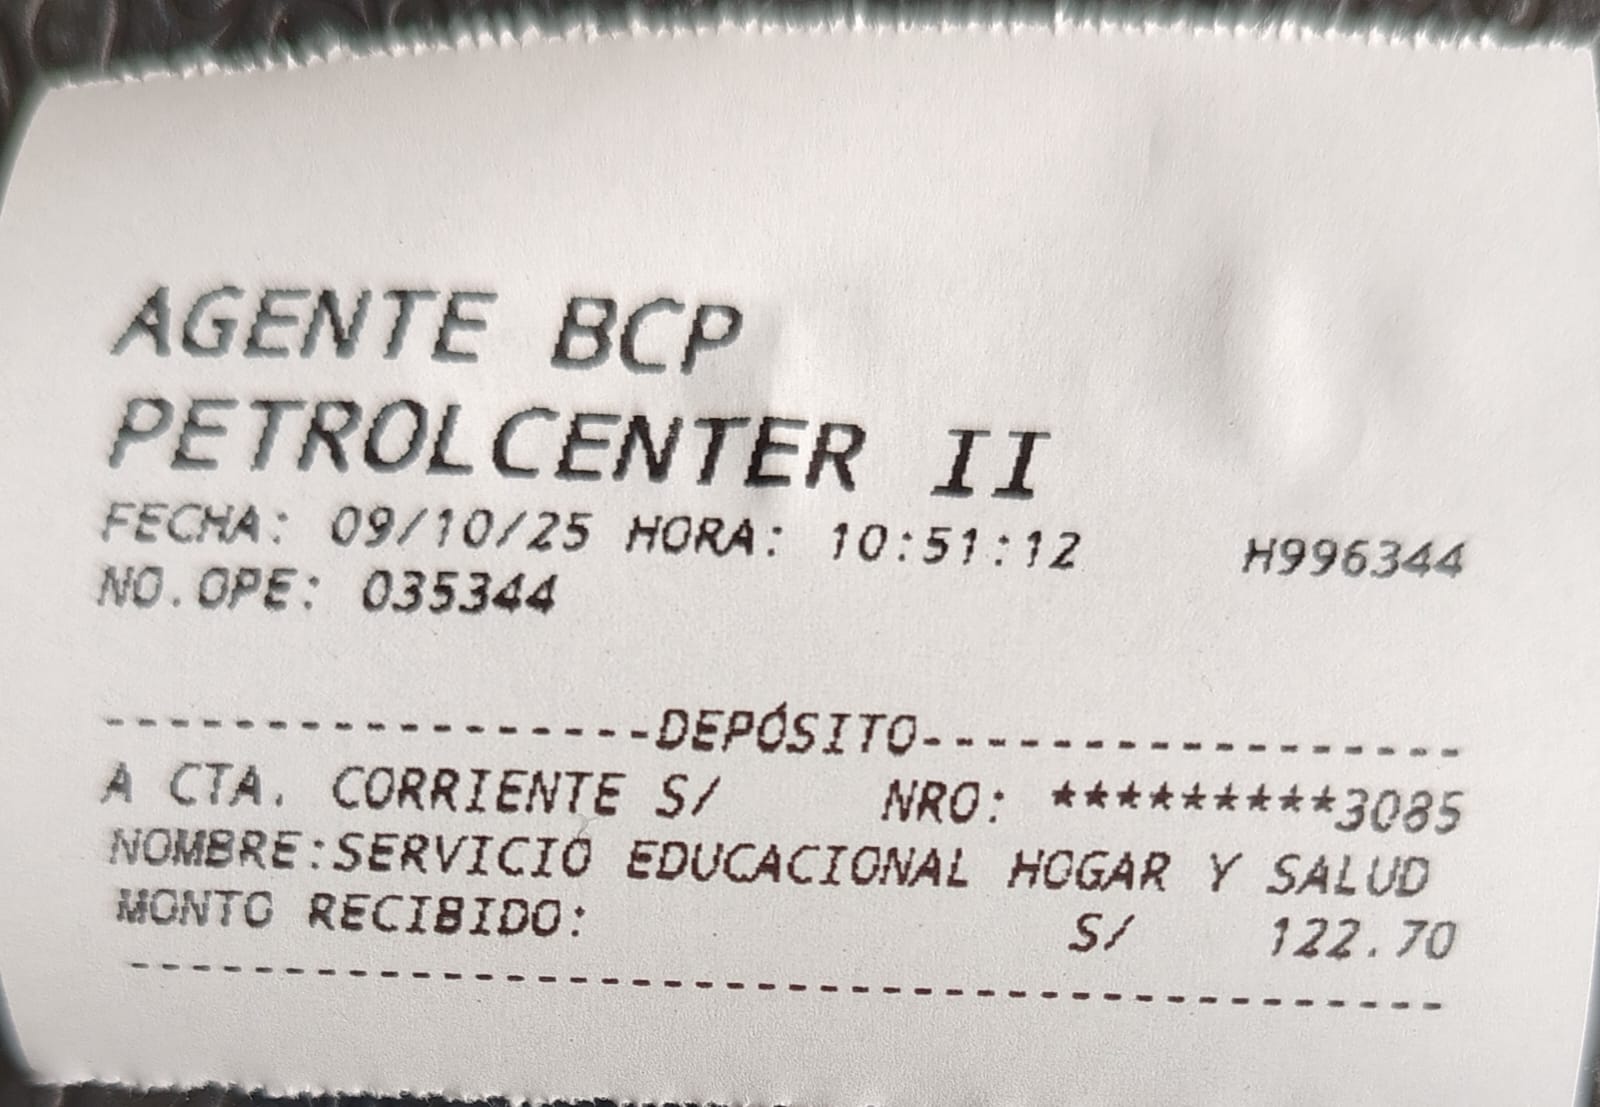 AGENTE BCP
PETROLCENTER II
FECHA: 09/10/25 HORA: 10:51:12 H996344
NO.OPE: 035344
-----------------DEPÓSITO-----------------
A CTA. CORRIENTE S/ NRO: *********3085
NOMBRE:SERVICIO EDUCACIONAL HOGAR Y SALUD
MONTO RECIBIDO: S/ 122.70
-----------------------------------------